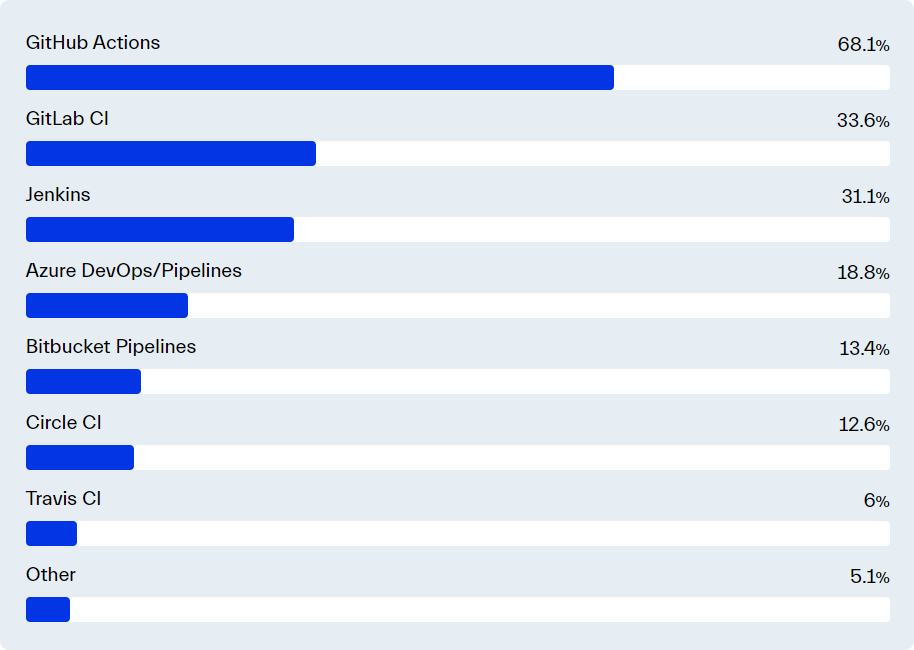 GitHub Actions 68.1%
GitLab CI 33.6%
Jenkins 31.1%
Azure DevOps/Pipelines 18.8%
Bitbucket Pipelines 13.4%
Circle CI 12.6%
Travis CI 6%
Other 5.1%